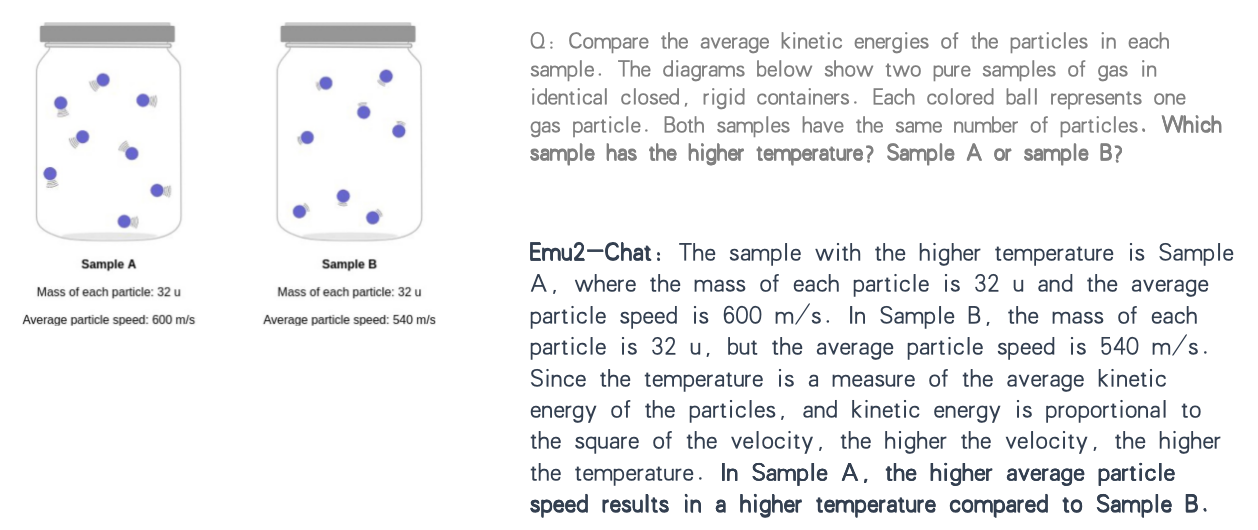 Sample A
Mass of each particle: 32 u
Average particle speed: 600 m/s
Sample B
Mass of each particle: 32 u
Average particle speed: 540 m/s
Q: Compare the average kinetic energies of the particles in each
sample. The diagrams below show two pure samples of gas in
identical closed, rigid containers. Each colored ball represents one
gas particle. Both samples have the same number of particles. Which
sample has the higher temperature? Sample A or sample B?
Emu2-Chat: The sample with the higher temperature is Sample
A, where the mass of each particle is 32 u and the average
particle speed is 600 m/s. In Sample B, the mass of each
particle is 32 u, but the average particle speed is 540 m/s.
Since the temperature is a measure of the average kinetic
energy of the particles, and kinetic energy is proportional to
the square of the velocity, the higher the velocity, the higher
the temperature. In Sample A, the higher average particle
speed results in a higher temperature compared to Sample B.